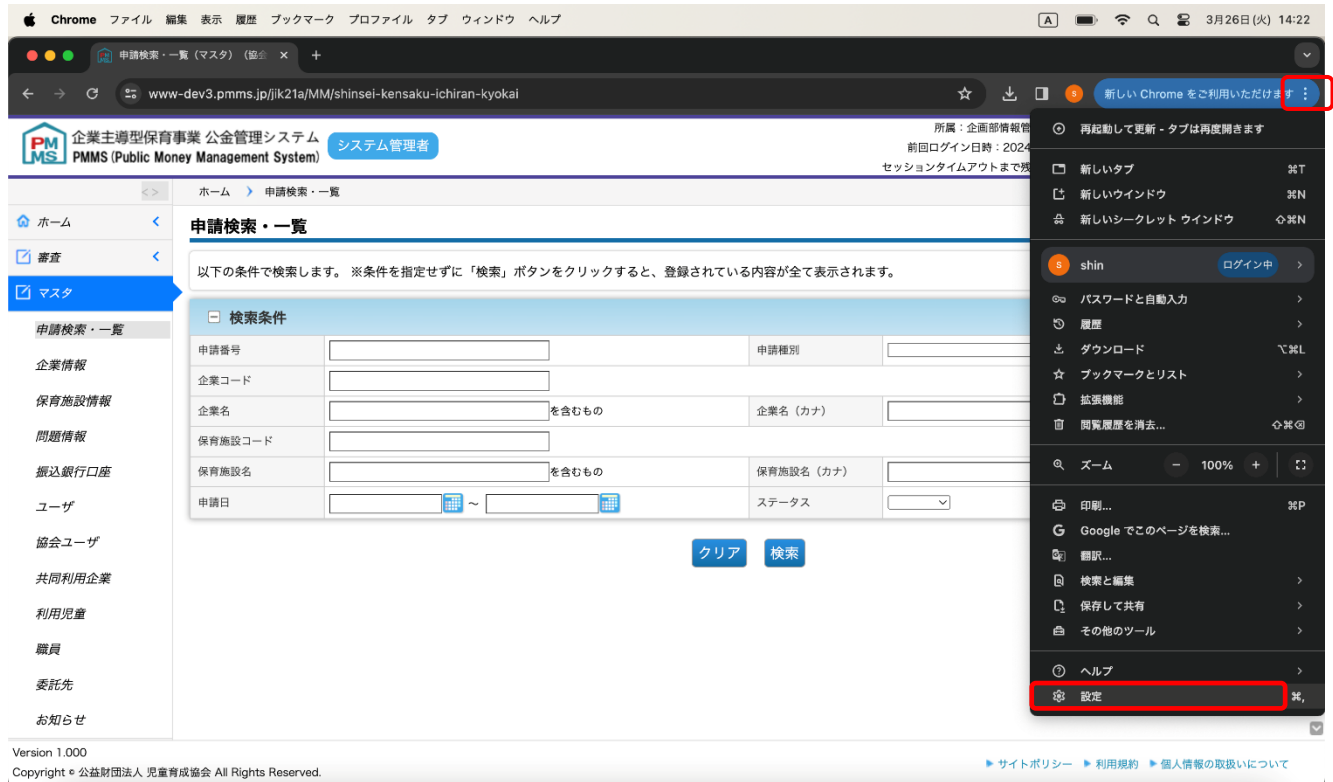 Chrome ファイル 編集 表示 履歴 ブックマーク プロファイル タブ ウィンドウ ヘルプ
A 3月26日(火) 14:22
申請検索・一覧（マスタ）（協会
www-dev3.pmms.jp/jik21a/MM/shinsei-kensaku-ichiran-kyokai
s 新しい Chrome をご利用いただけます
PMMS 企業主導型保育事業 公金管理システム
PMMS (Public Money Management System)
システム管理者
所属：企画部情報管
前回ログイン日時：2024
セッションタイムアウトまで残
<>
ホーム 〉 申請検索・一覧
ホーム
審査
マスタ
申請検索・一覧
企業情報
保育施設情報
問題情報
振込銀行口座
ユーザ
協会ユーザ
共同利用企業
利用児童
職員
委託先
お知らせ
申請検索・一覧
以下の条件で検索します。 ※条件を指定せずに「検索」ボタンをクリックすると、登録されている内容が全て表示されます。
検索条件
申請番号 申請種別
企業コード
企業名 を含むもの 企業名（カナ）
保育施設コード
保育施設名 を含むもの 保育施設名（カナ）
申請日 ～ ステータス
クリア 検索
再起動して更新 - タブは再度開きます
新しいタブ ⌘T
新しいウインドウ ⌘N
新しいシークレット ウインドウ ⇧⌘N
s shin ログイン中
パスワードと自動入力
履歴
ダウンロード ⌥⌘L
ブックマークとリスト
拡張機能
閲覧履歴を消去... ⇧⌘⌫
ズーム − 100% +
印刷... ⌘P
G Google でこのページを検索...
翻訳...
検索と編集
保存して共有
その他のツール
ヘルプ
設定 ⌘,
Version 1.000
Copyright © 公益財団法人 児童育成協会 All Rights Reserved.
サイトポリシー 利用規約 個人情報の取扱いについて